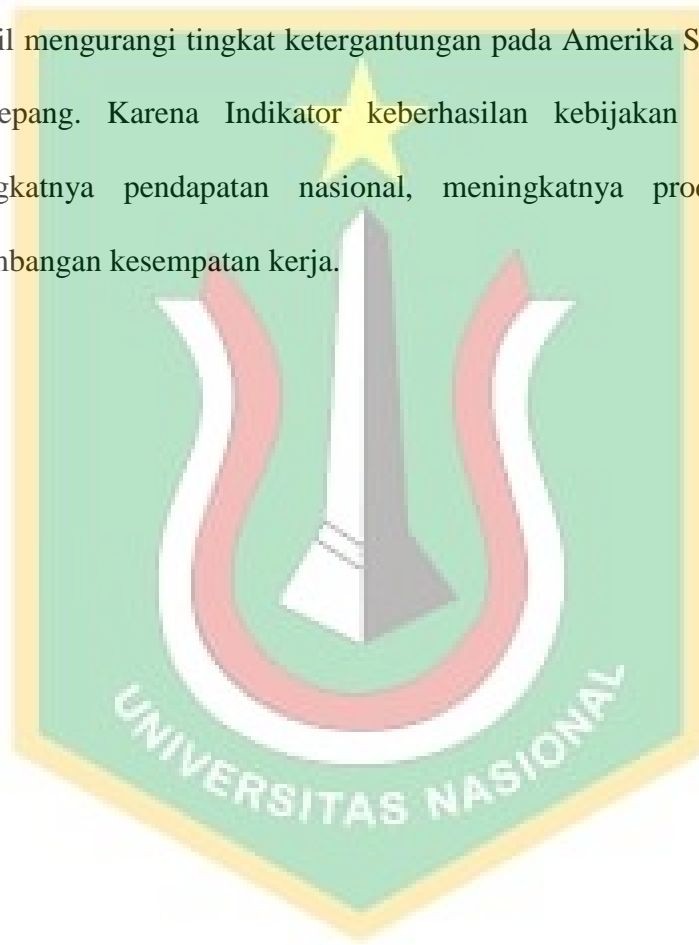 il mengurangi tingkat ketergantungan pada Amerika S
epang. Karena Indikator keberhasilan kebijakan
gkatnya pendapatan nasional, meningkatnya pro
mbangan kesempatan kerja.
UNIVERSITAS NASIONAL